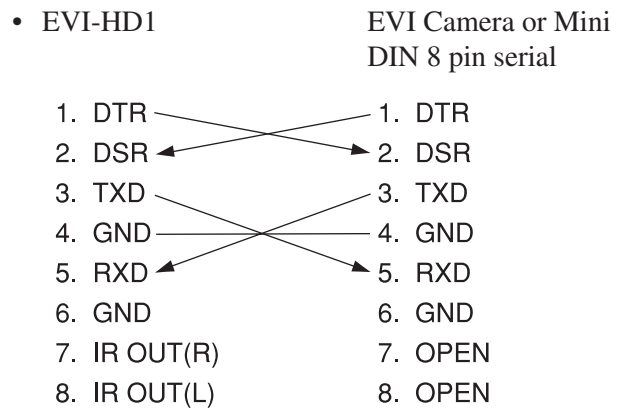 • EVI-HD1 EVI Camera or Mini
DIN 8 pin serial
1. DTR 1. DTR
2. DSR 2. DSR
3. TXD 3. TXD
4. GND 4. GND
5. RXD 5. RXD
6. GND 6. GND
7. IR OUT(R) 7. OPEN
8. IR OUT(L) 8. OPEN